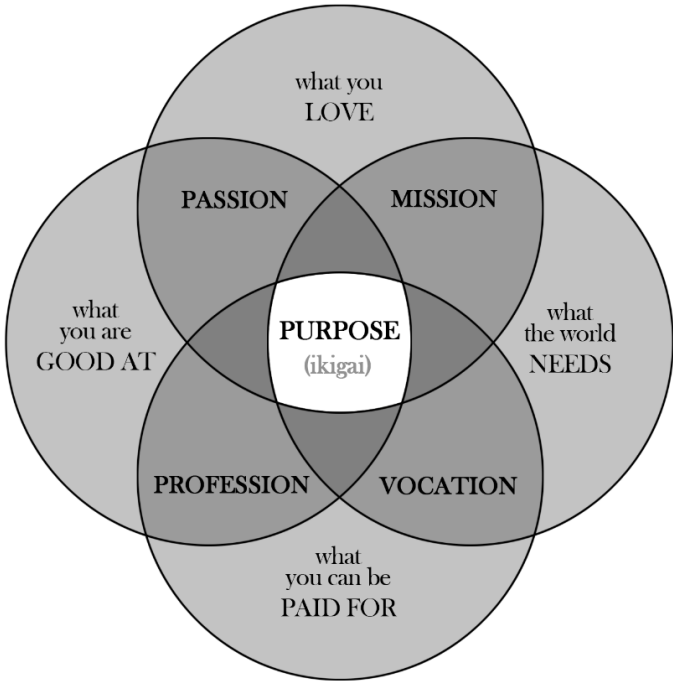 what you
LOVE
PASSION
MISSION
what
you are
GOOD AT
PURPOSE
(ikigai)
what
the world
NEEDS
PROFESSION
VOCATION
what
you can be
PAID FOR